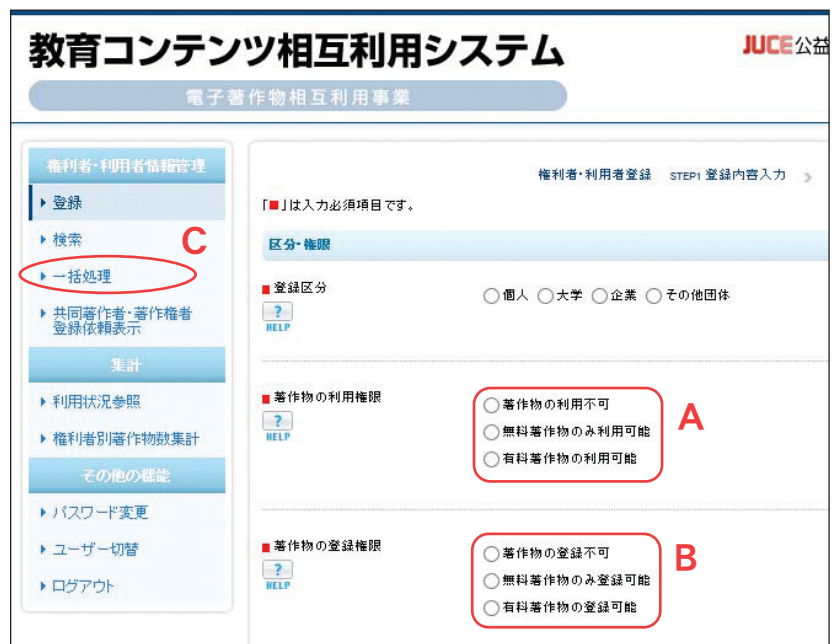 教育コンテンツ相互利用システム
JUCE公益
電子著作物相互利用事業
権利者・利用者情報管理
登録
検索
C
一括処理
共同著作者・著作権者
登録依頼表示
集計
利用状況参照
権利者別著作物数集計
その他の機能
パスワード変更
ユーザー切替
ログアウト
権利者・利用者登録 STEP1 登録内容入力 >
「■」は入力必須項目です。
区分・権限
■登録区分
?
HELP
個人 大学 企業 その他団体
■著作物の利用権限
?
HELP
著作物の利用不可
無料著作物のみ利用可能
有料著作物の利用可能
A
■著作物の登録権限
?
HELP
著作物の登録不可
無料著作物のみ登録可能
有料著作物の登録可能
B